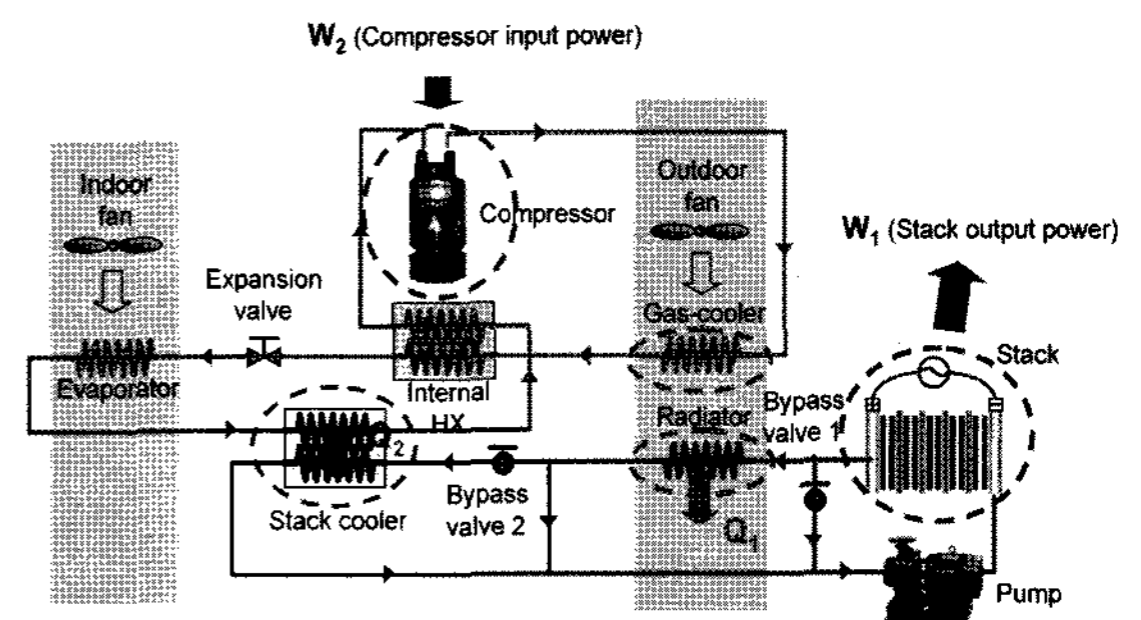 W2 (Compressor input power)
Indoor
fan
Outdoor
fan
Compressor
W1 (Stack output power)
Expansion
valve
Gas-cooler
Stack
Evaporator
Internal
HX
Radiator
Bypass
valve 1
Q2
Bypass
valve 2
Stack cooler
Q1
Pump